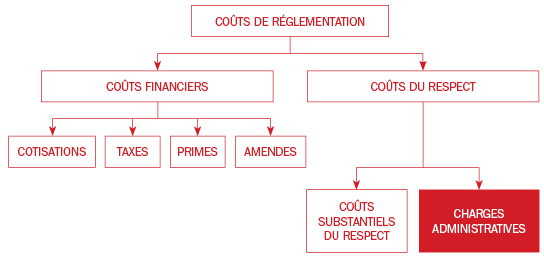 COÛTS DE RÉGLEMENTATION
COÛTS FINANCIERS
COÛTS DU RESPECT
COTISATIONS
TAXES
PRIMES
AMENDES
COÛTS
SUBSTANTIELS
DU RESPECT
CHARGES
ADMINISTRATIVES